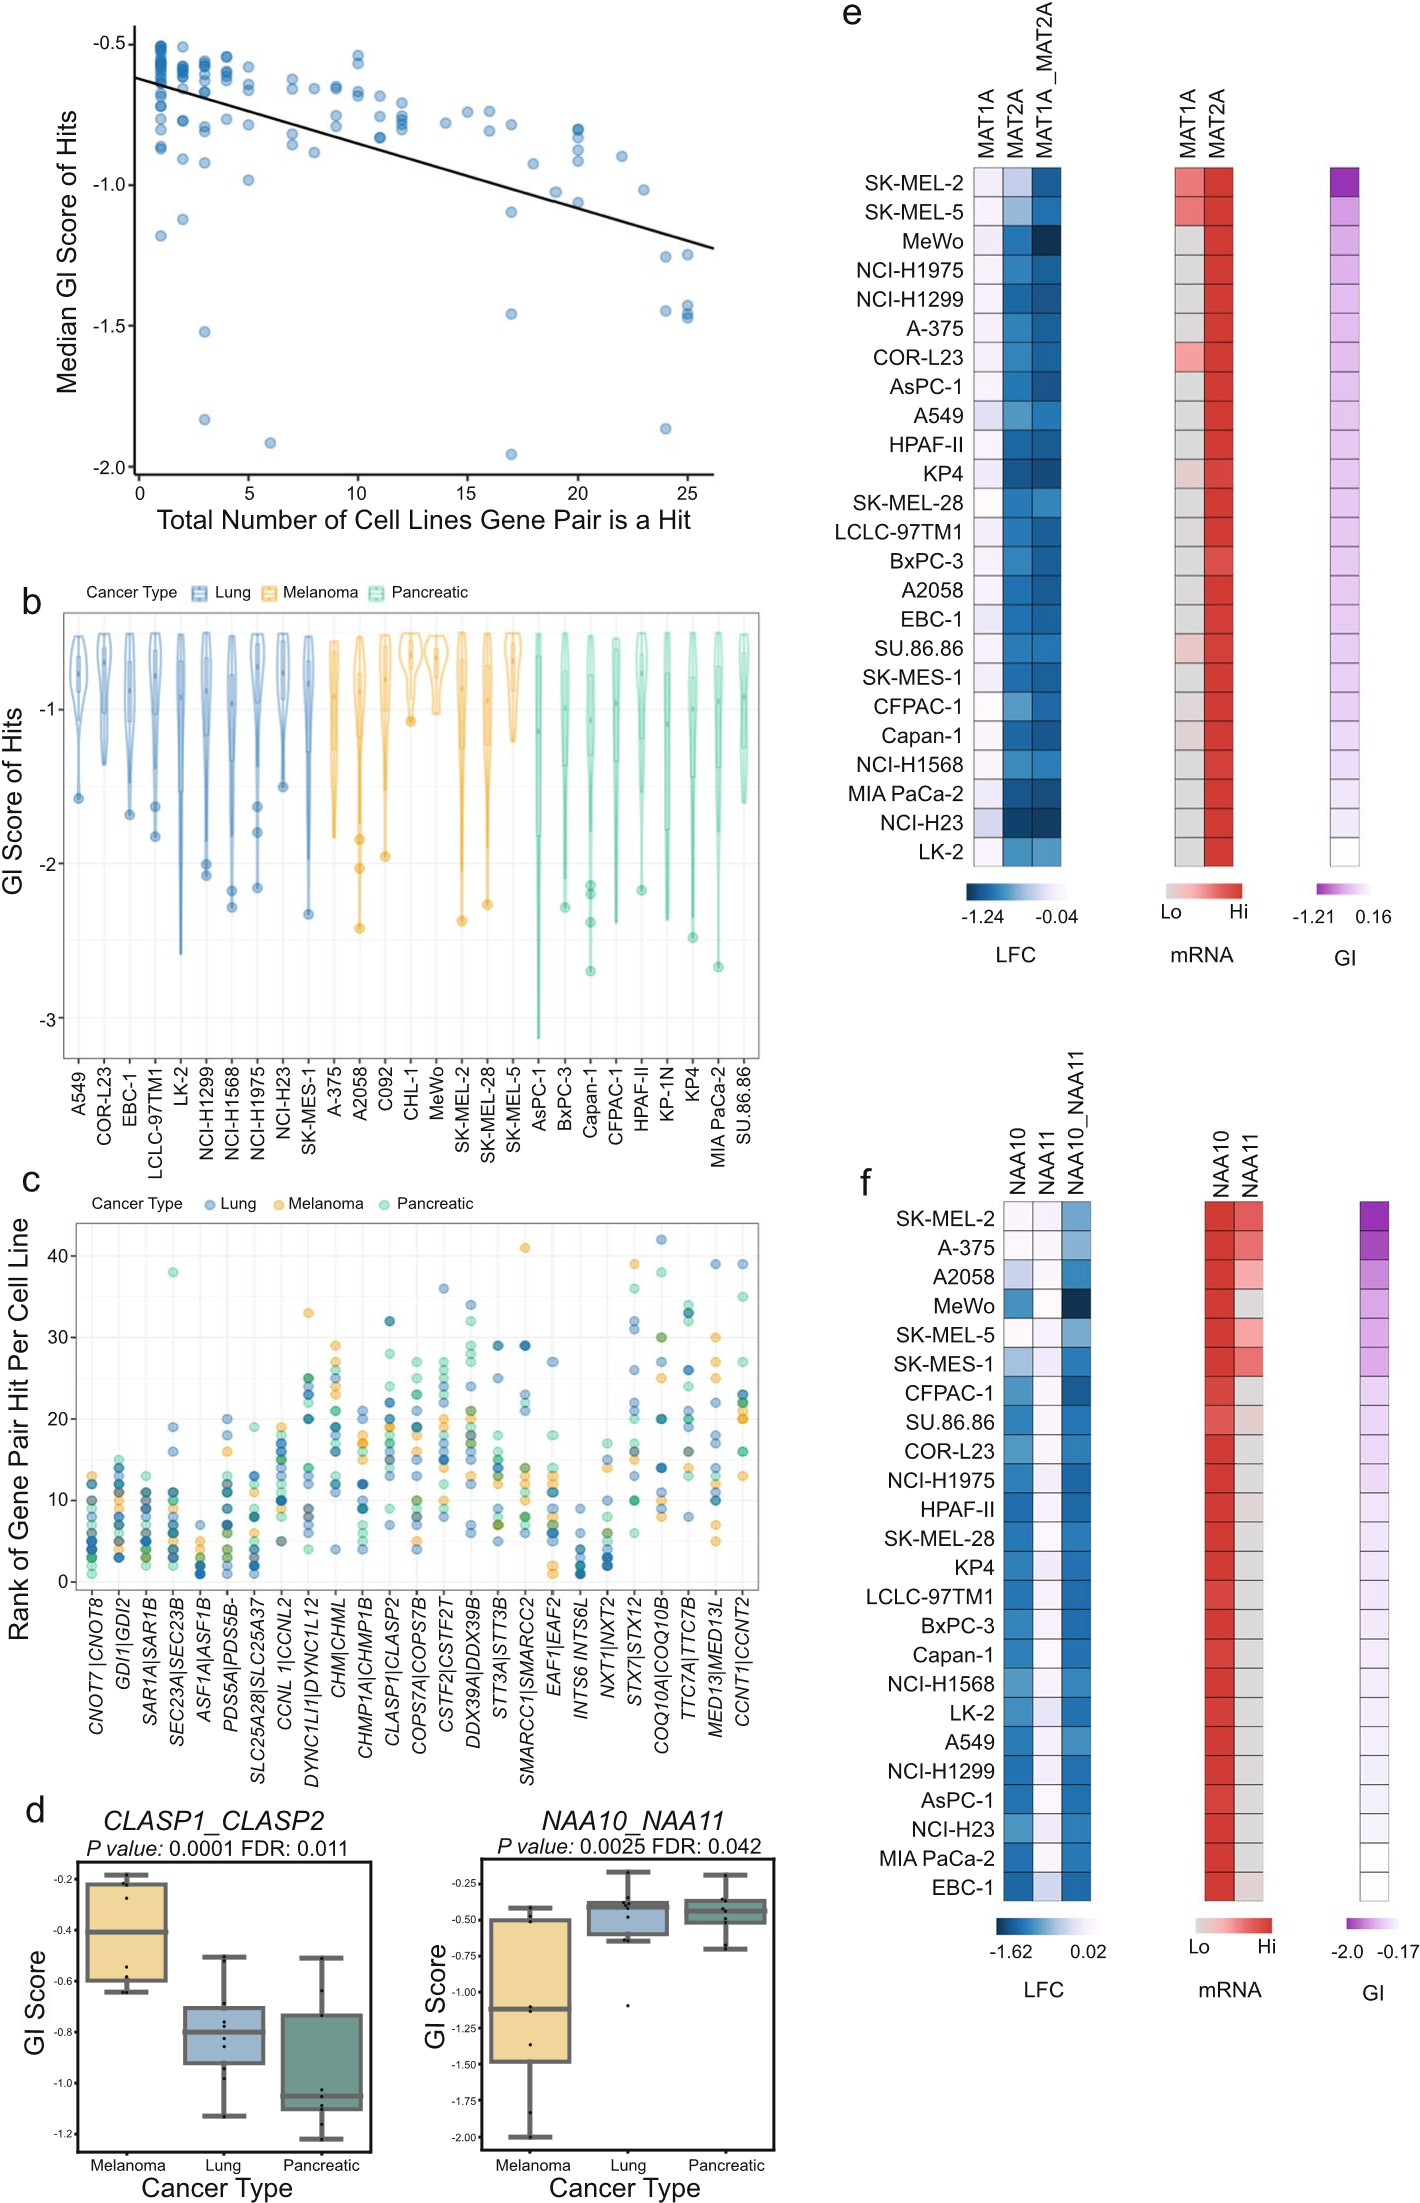 -0.5
-1.0
-1.5
-2.0
Median GI Score of Hits
0 5 10 15 20 25
Total Number of Cell Lines Gene Pair is a Hit
b
Cancer Type Lung Melanoma Pancreatic
GI Score of Hits
-1
-2
-3
A549
COR-L23
EBC-1
LCLC-97TM1
LK-2
NCI-H1299
NCI-H1568
NCI-H1975
NCI-H23
SK-MES-1
A-375
A2058
C092
CHL-1
MeWo
SK-MEL-2
SK-MEL-28
SK-MEL-5
AsPC-1
BxPC-3
Capan-1
CFPAC-1
HPAF-II
KP-1N
KP4
MIA PaCa-2
SU.86.86
c
Cancer Type Lung Melanoma Pancreatic
Rank of Gene Pair Hit Per Cell Line
40
30
20
10
0
CNOT7|CNOT8
GDI1|GDI2
SAR1A|SAR1B
SEC23A|SEC23B
ASF1A|ASF1B
PDS5A|PDS5B-
SLC25A28|SLC25A37
CCNL 1|CCNL2
DYNC1LI1|DYNC1L12
CHM|CHML
CHMP1A|CHMP1B
CLASP1|CLASP2
COPS7A|COPS7B
CSTF2|CSTF2T
DDX39A|DDX39B
STT3A|STT3B
SMARCC1|SMARCC2
EAF1|EAF2
INTS6 INTS6L
NXT1|NXT2
STX7|STX12
COQ10A|COQ10B
TTC7A|TTC7B
MED13|MED13L
CCNT1|CCNT2
d
CLASP1_CLASP2
P value: 0.0001 FDR: 0.011
GI Score
-0.2
-0.4
-0.6
-0.8
-1.0
-1.2
Melanoma Lung Pancreatic
Cancer Type
NAA10_NAA11
P value: 0.0025 FDR: 0.042
GI Score
-0.25
-0.50
-0.75
-1.00
-1.25
-1.50
-1.75
-2.00
Melanoma Lung Pancreatic
Cancer Type
e
MAT1A
MAT2A
MAT1A_MAT2A
MAT1A
MAT2A
SK-MEL-2
SK-MEL-5
MeWo
NCI-H1975
NCI-H1299
A-375
COR-L23
AsPC-1
A549
HPAF-II
KP4
SK-MEL-28
LCLC-97TM1
BxPC-3
A2058
EBC-1
SU.86.86
SK-MES-1
CFPAC-1
Capan-1
NCI-H1568
MIA PaCa-2
NCI-H23
LK-2
-1.24 -0.04
LFC
Lo Hi
mRNA
-1.21 0.16
GI
f
NAA10
NAA11
NAA10_NAA11
NAA10
NAA11
SK-MEL-2
A-375
A2058
MeWo
SK-MEL-5
SK-MES-1
CFPAC-1
SU.86.86
COR-L23
NCI-H1975
HPAF-II
SK-MEL-28
KP4
LCLC-97TM1
BxPC-3
Capan-1
NCI-H1568
LK-2
A549
NCI-H1299
AsPC-1
NCI-H23
MIA PaCa-2
EBC-1
-1.62 0.02
LFC
Lo Hi
mRNA
-2.0 -0.17
GI